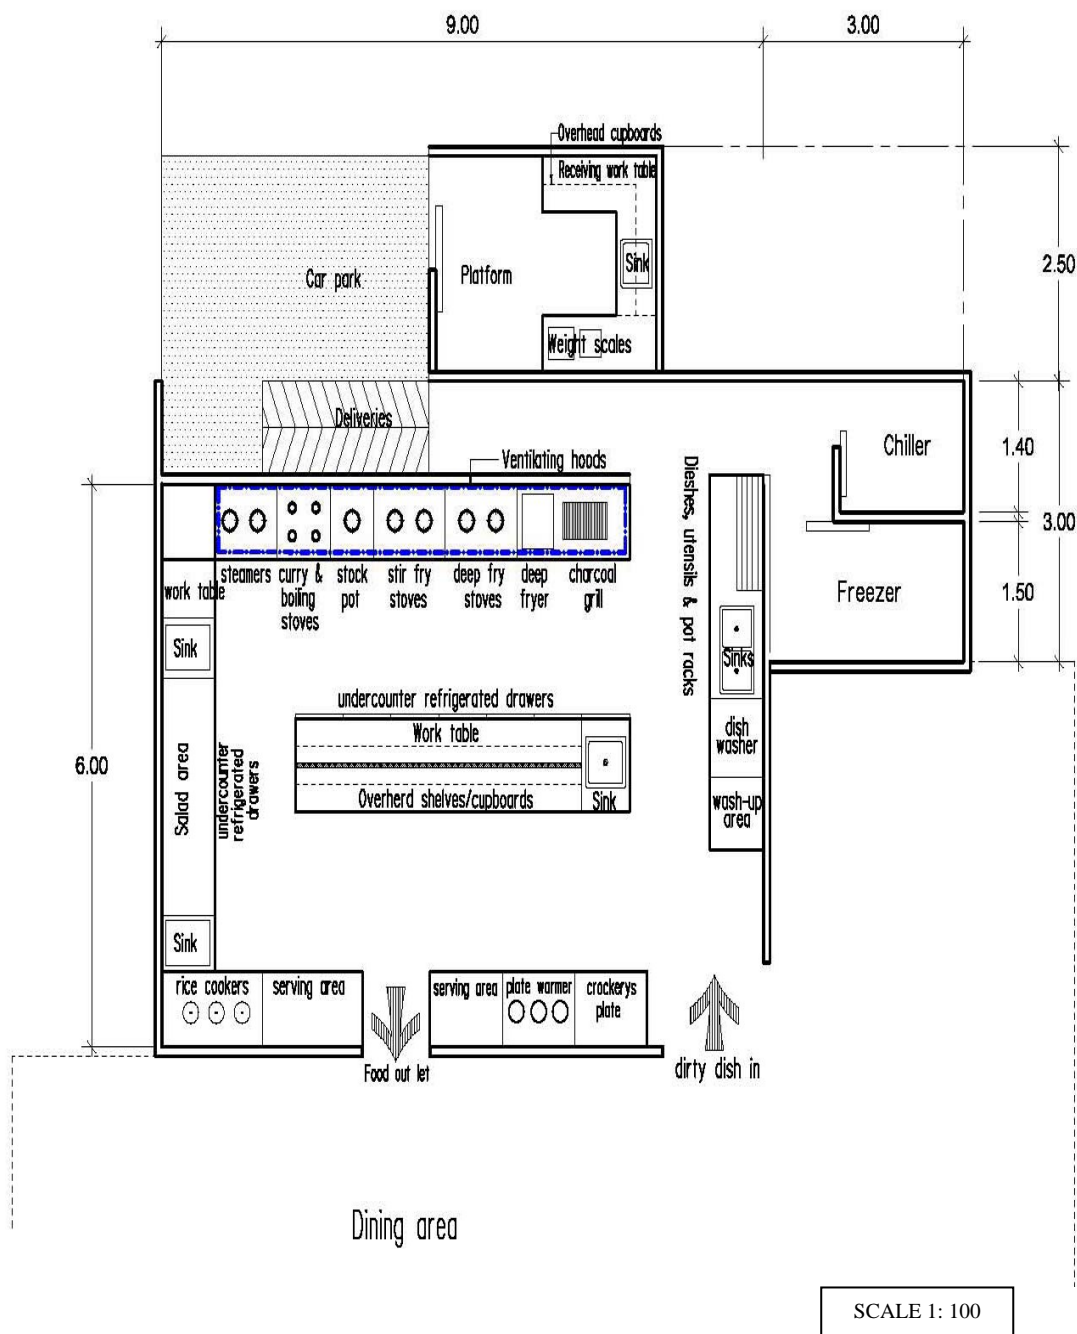 9.00
3.00
Overhead cupboards
Receiving work table
Sink
Platform
Car park
Weight scales
2.50
Deliveries
Ventilating hoods
Chiller
1.40
3.00
Freezer
1.50
Dieshes, utensils & pot racks
steamers
curry &
boiling
stoves
stock
pot
stir fry
stoves
deep fry
stoves
deep
fryer
charcoal
grill
work table
Sink
Sinks
undercounter refrigerated drawers
Work table
Overherd shelves/cupboards
Sink
dish
washer
wash-up
area
6.00
Salad area
undercounter
refrigerated
drawers
Sink
rice cookers
serving area
serving area
plate warmer
crockerys
plate
Food out let
dirty dish in
Dining area
SCALE 1: 100